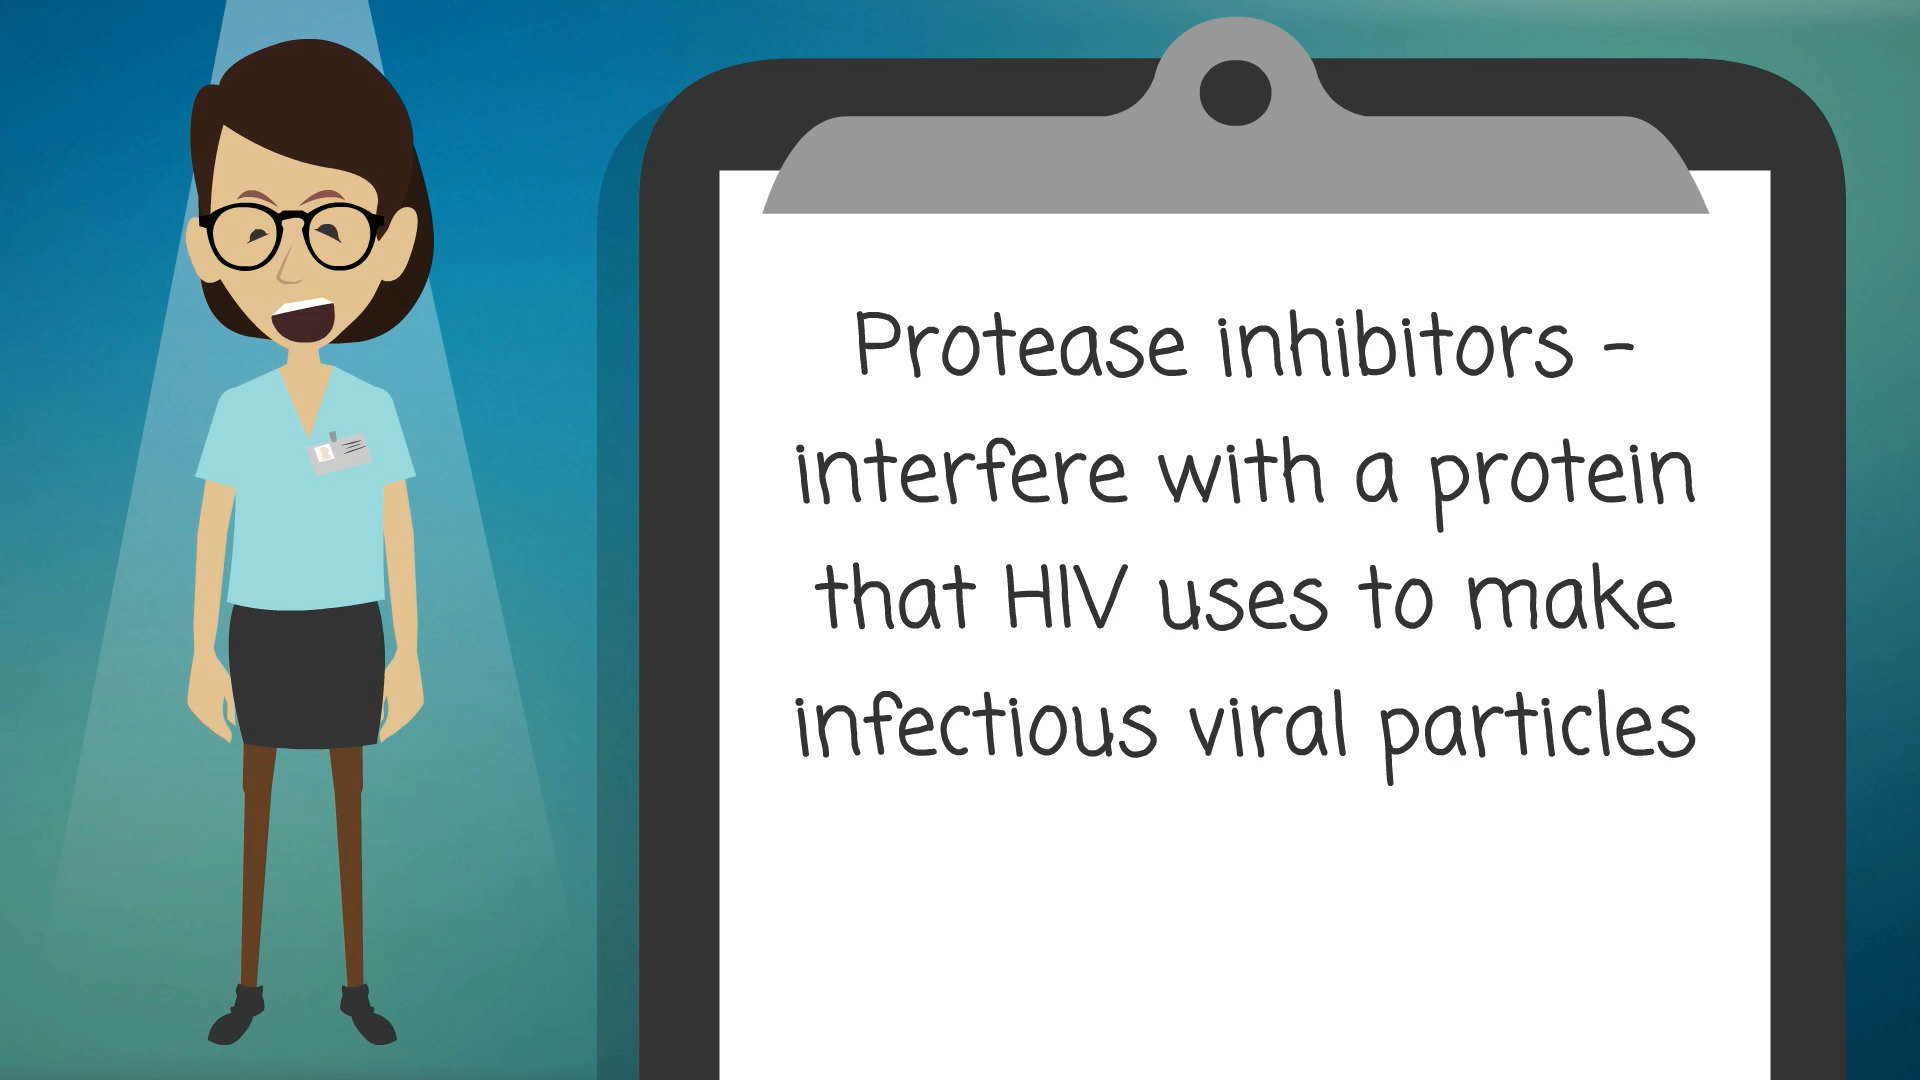 Protease inhibitors -
interfere with a protein
that HIV uses to make
infectious viral particles